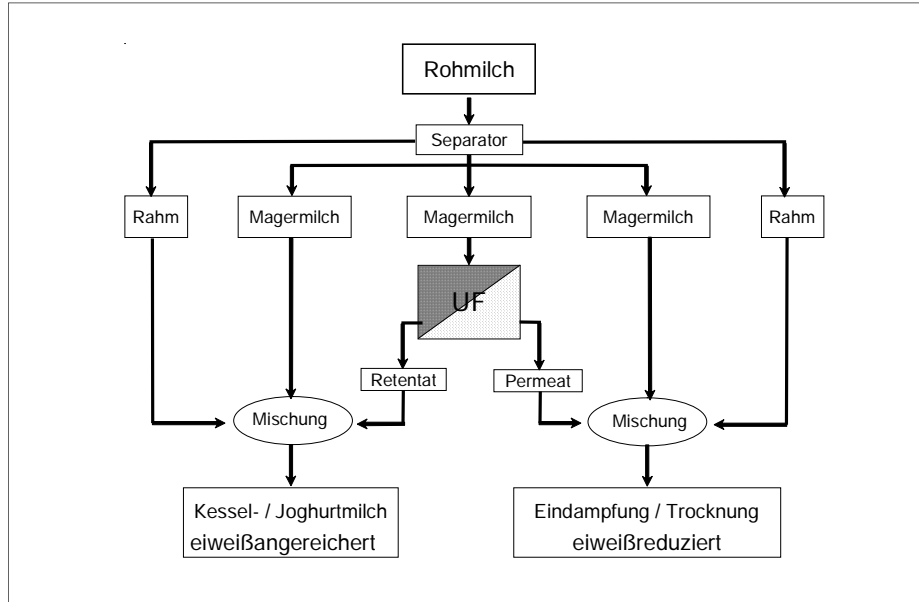 Rohmilch
Separator
Rahm
Magermilch
Magermilch
Magermilch
Rahm
UF
Retentat
Permeat
Mischung
Mischung
Kessel- / Joghurtmilch
eiweißangereichert
Eindampfung / Trocknung
eiweißreduziert